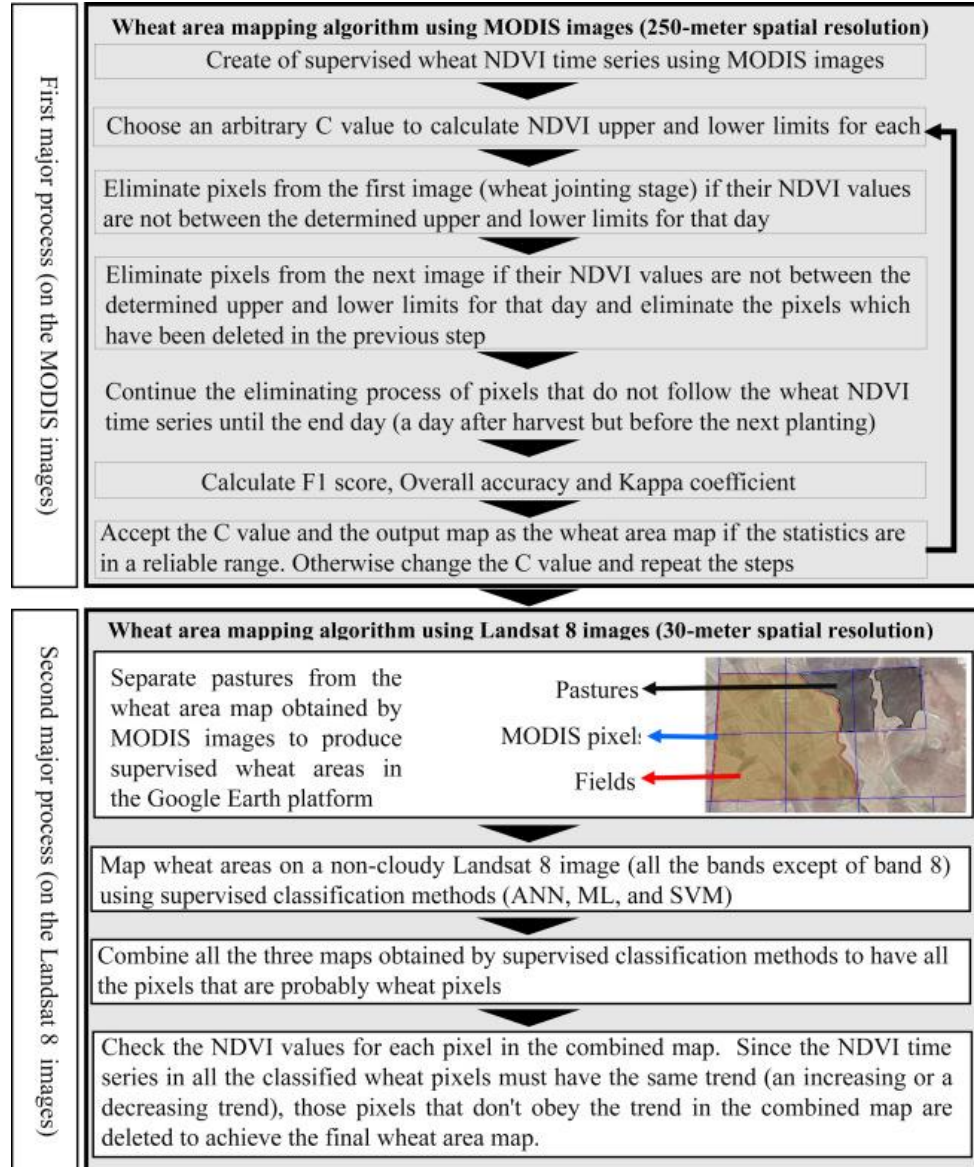 First major process (on the MODIS images)
Wheat area mapping algorithm using MODIS images (250-meter spatial resolution)
Create of supervised wheat NDVI time series using MODIS images
Choose an arbitrary C value to calculate NDVI upper and lower limits for each
Eliminate pixels from the first image (wheat jointing stage) if their NDVI values
are not between the determined upper and lower limits for that day
Eliminate pixels from the next image if their NDVI values are not between the
determined upper and lower limits for that day and eliminate the pixels which
have been deleted in the previous step
Continue the eliminating process of pixels that do not follow the wheat NDVI
time series until the end day (a day after harvest but before the next planting)
Calculate F1 score, Overall accuracy and Kappa coefficient
Accept the C value and the output map as the wheat area map if the statistics are
in a reliable range. Otherwise change the C value and repeat the steps
Second major process (on the Landsat 8 images)
Wheat area mapping algorithm using Landsat 8 images (30-meter spatial resolution)
Separate pastures from the
wheat area map obtained by
MODIS images to produce
supervised wheat areas in
the Google Earth platform
Pastures
MODIS pixels
Fields
Map wheat areas on a non-cloudy Landsat 8 image (all the bands except of band 8)
using supervised classification methods (ANN, ML, and SVM)
Combine all the three maps obtained by supervised classification methods to have all
the pixels that are probably wheat pixels
Check the NDVI values for each pixel in the combined map. Since the NDVI time
series in all the classified wheat pixels must have the same trend (an increasing or a
decreasing trend), those pixels that don't obey the trend in the combined map are
deleted to achieve the final wheat area map.